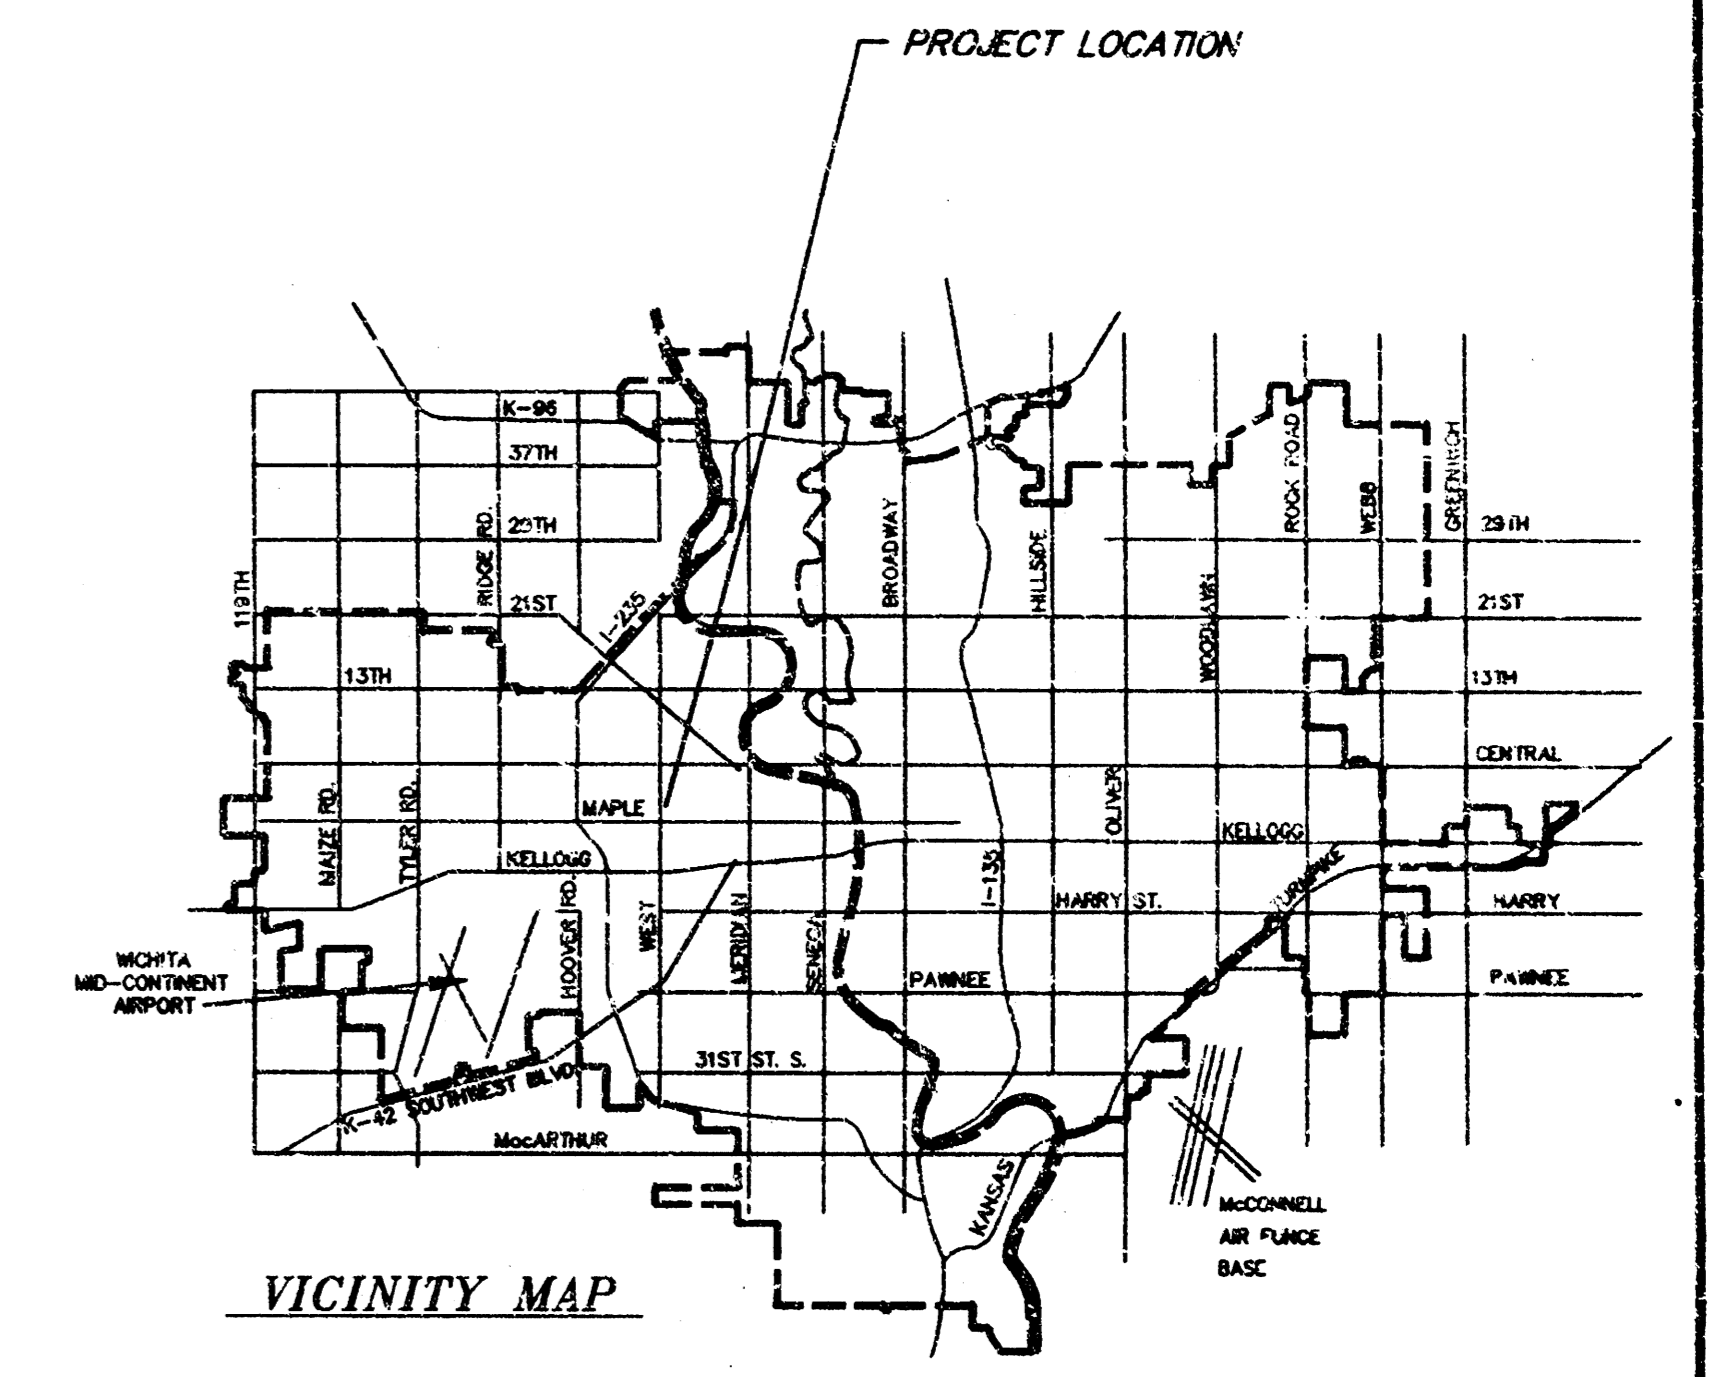 PROJECT LOCATION
K-96
37TH
29TH
RIDGE RD.
21ST
I-235
119TH
13TH
BROADWAY
HILLSIDE
WOODLAWN
ROCK ROAD
WEBB
GREENWICH
29TH
21ST
13TH
CENTRAL
MAIZE RD.
TYLER RD.
MAPLE
KELLOGG
OLIVER
KELLOGG
TURNPIKE
I-135
HARRY ST.
HARRY
HOOVER RD.
WEST
MERIDIAN
SENECA
PAWNEE
PAWNEE
WICHITA
MID-CONTINENT
AIRPORT
31ST ST. S.
K-42 SOUTHWEST BLVD.
MacARTHUR
KANSAS
McCONNELL
AIR FORCE
BASE
VICINITY MAP